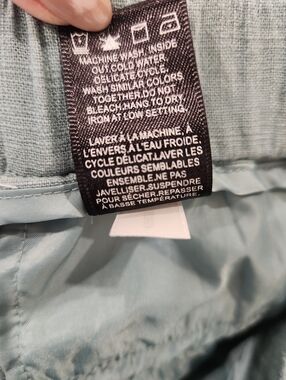 MACHINE WASH, INSIDE
OUT COLD WATER,
DELICATE CYCLE.
WASH SIMILAR COLORS
TOGETHER.DO NOT
BLEACH.HANG TO DRY.
IRON AT LOW SETTING.
LAVER À LA MACHINE, À
L'ENVERS À L'EAU FROIDE.
CYCLE DÉLICAT.LAVER LES
COULEURS SEMBLABLES
ENSEMBLE.NE PAS
JAVELLISER.SUSPENDRE
POUR SÉCHER.REPASSER
À BASSE TEMPÉRATURE.